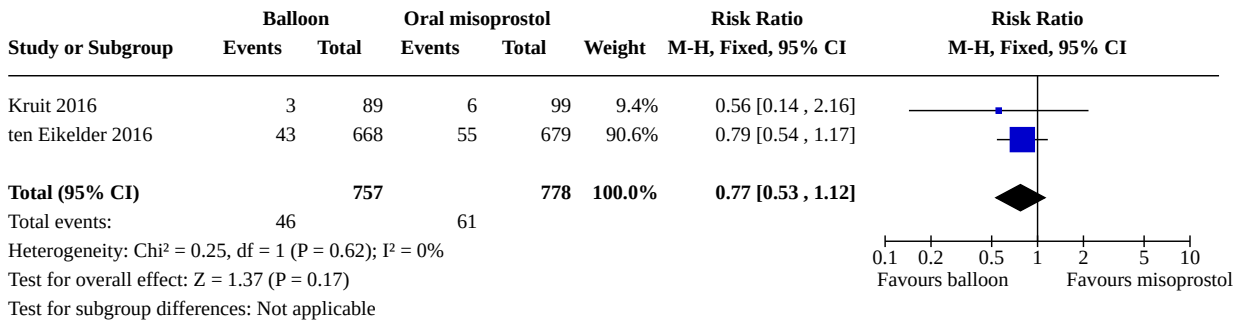 Balloon Oral misoprostol Risk Ratio Risk Ratio
Study or Subgroup Events Total Events Total Weight M-H, Fixed, 95% CI M-H, Fixed, 95% CI
Kruit 2016 3 89 6 99 9.4% 0.56 [0.14 , 2.16]
ten Eikelder 2016 43 668 55 679 90.6% 0.79 [0.54 , 1.17]
Total (95% CI) 757 778 100.0% 0.77 [0.53 , 1.12]
Total events: 46 61
Heterogeneity: Chi² = 0.25, df = 1 (P = 0.62); I² = 0%
0.1 0.2 0.5 1 2 5 10
Test for overall effect: Z = 1.37 (P = 0.17) Favours balloon Favours misoprostol
Test for subgroup differences: Not applicable